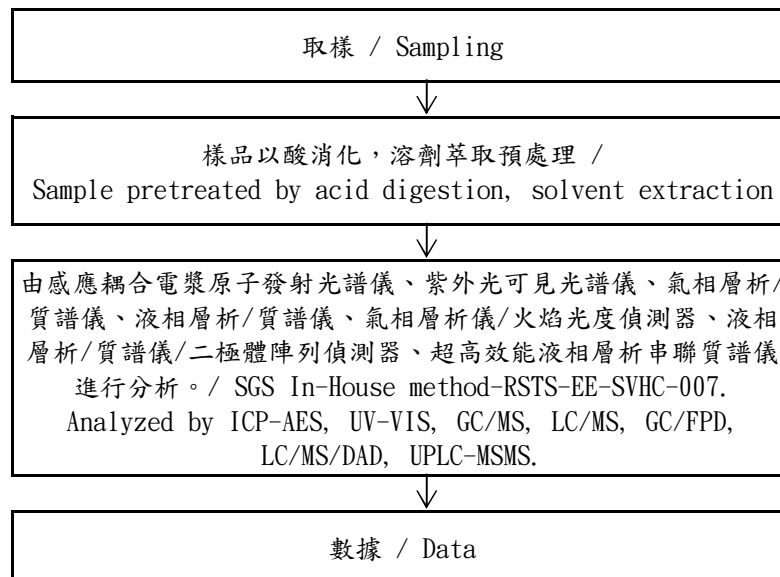 取樣 / Sampling
樣品以酸消化，溶劑萃取預處理 /
Sample pretreated by acid digestion, solvent extraction
由感應耦合電漿原子發射光譜儀、紫外光可見光譜儀、氣相層析/
質譜儀、液相層析/質譜儀、氣相層析儀/火焰光度偵測器、液相
層析/質譜儀/二極體陣列偵測器、超高效能液相層析串聯質譜儀
進行分析。/ SGS In-House method-RSTS-EE-SVHC-007.
Analyzed by ICP-AES, UV-VIS, GC/MS, LC/MS, GC/FPD,
LC/MS/DAD, UPLC-MSMS.
數據 / Data